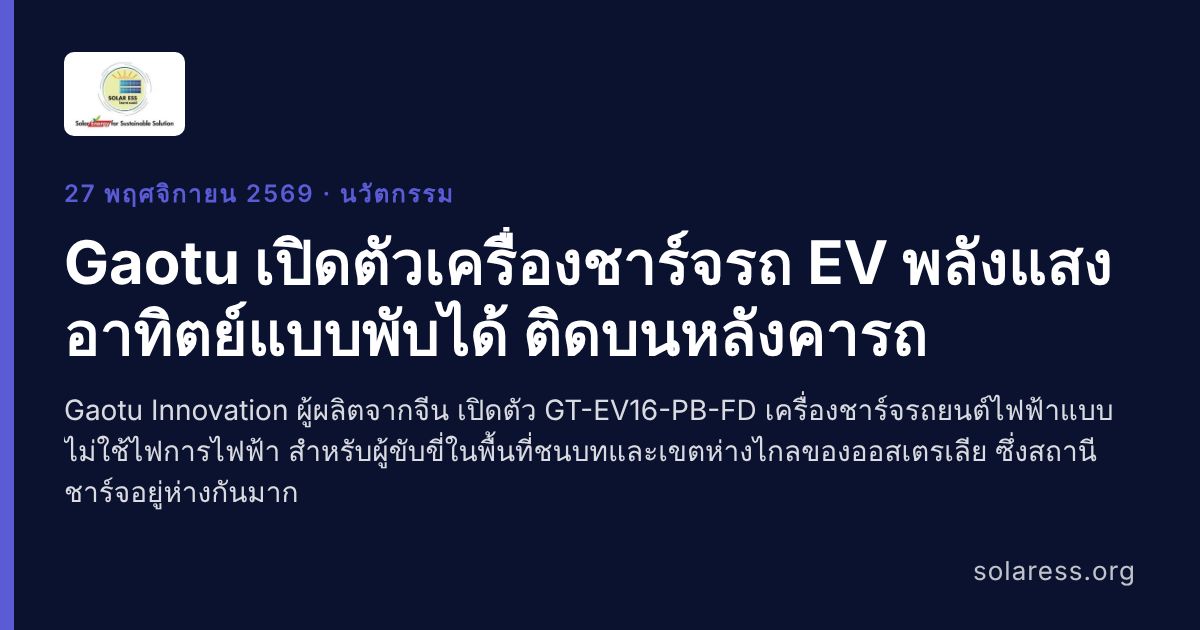 SOLAR ESS
Solar Energy for Sustainable Solution
27 พฤศจิกายน 2569 · นวัตกรรม
Gaotu เปิดตัวเครื่องชาร์จรถ EV พลังแสง
อาทิตย์แบบพับได้ ติดบนหลังคารถ
Gaotu Innovation ผู้ผลิตจากจีน เปิดตัว GT-EV16-PB-FD เครื่องชาร์จรถยนต์ไฟฟ้าแบบ
ไม่ใช้ไฟการไฟฟ้า สำหรับผู้ขับขี่ในพื้นที่ชนบทและเขตห่างไกลของออสเตรเลีย ซึ่งสถานี
ชาร์จอยู่ห่างกันมาก
solaress.org